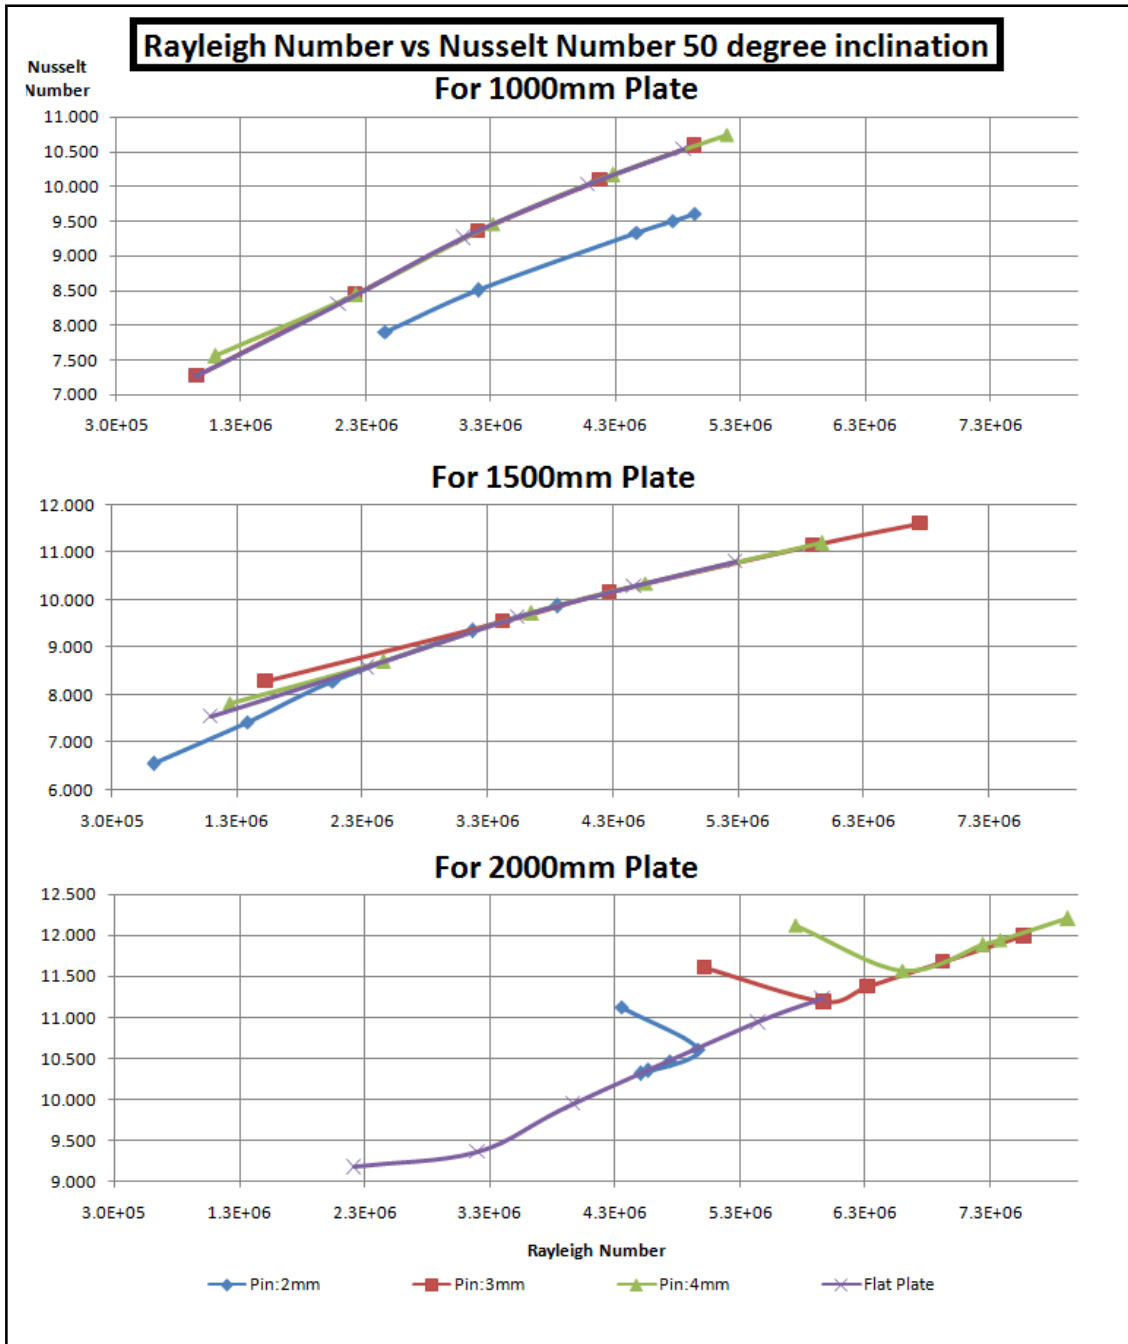 Rayleigh Number vs Nusselt Number 50 degree inclination
Nusselt
Number
For 1000mm Plate
11.000
10.500
10.000
9.500
9.000
8.500
8.000
7.500
7.000
3.0E+05 1.3E+06 2.3E+06 3.3E+06 4.3E+06 5.3E+06 6.3E+06 7.3E+06
For 1500mm Plate
12.000
11.000
10.000
9.000
8.000
7.000
6.000
3.0E+05 1.3E+06 2.3E+06 3.3E+06 4.3E+06 5.3E+06 6.3E+06 7.3E+06
For 2000mm Plate
12.500
12.000
11.500
11.000
10.500
10.000
9.500
9.000
3.0E+05 1.3E+06 2.3E+06 3.3E+06 4.3E+06 5.3E+06 6.3E+06 7.3E+06
Rayleigh Number
Pin:2mm Pin:3mm Pin:4mm Flat Plate